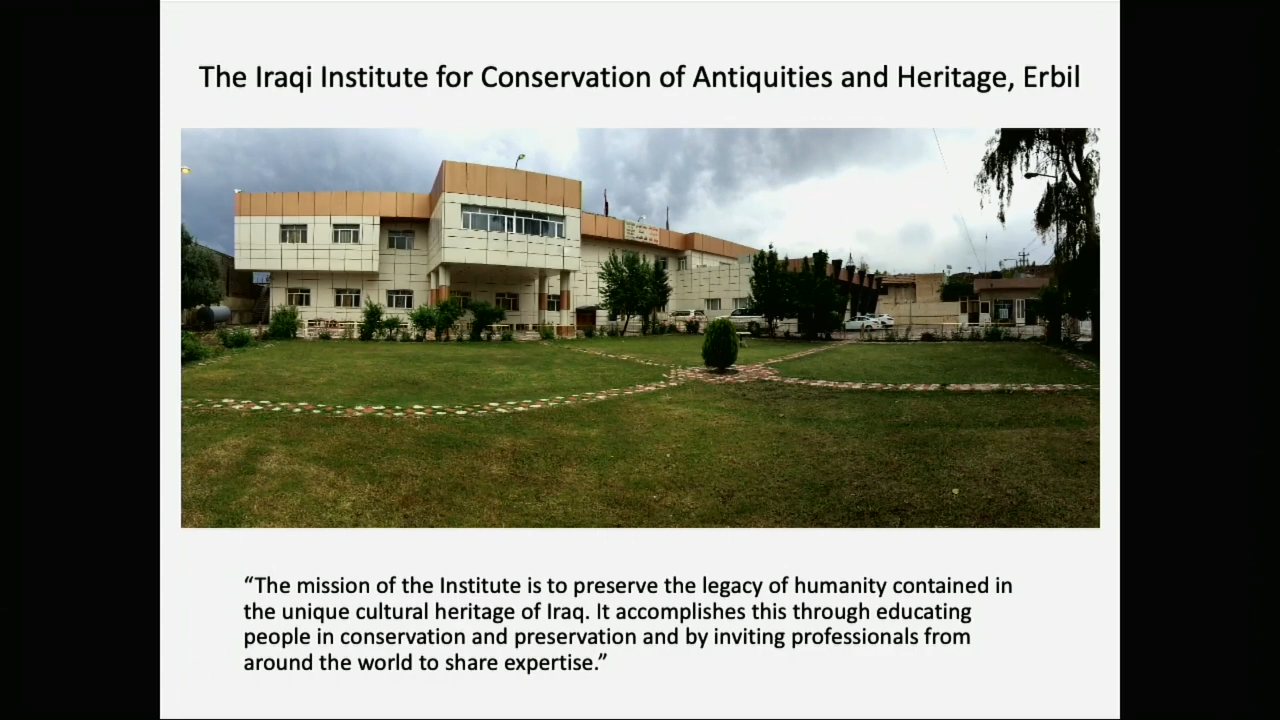 The Iraqi Institute for Conservation of Antiquities and Heritage, Erbil
“The mission of the Institute is to preserve the legacy of humanity contained in
the unique cultural heritage of Iraq. It accomplishes this through educating
people in conservation and preservation and by inviting professionals from
around the world to share expertise.”